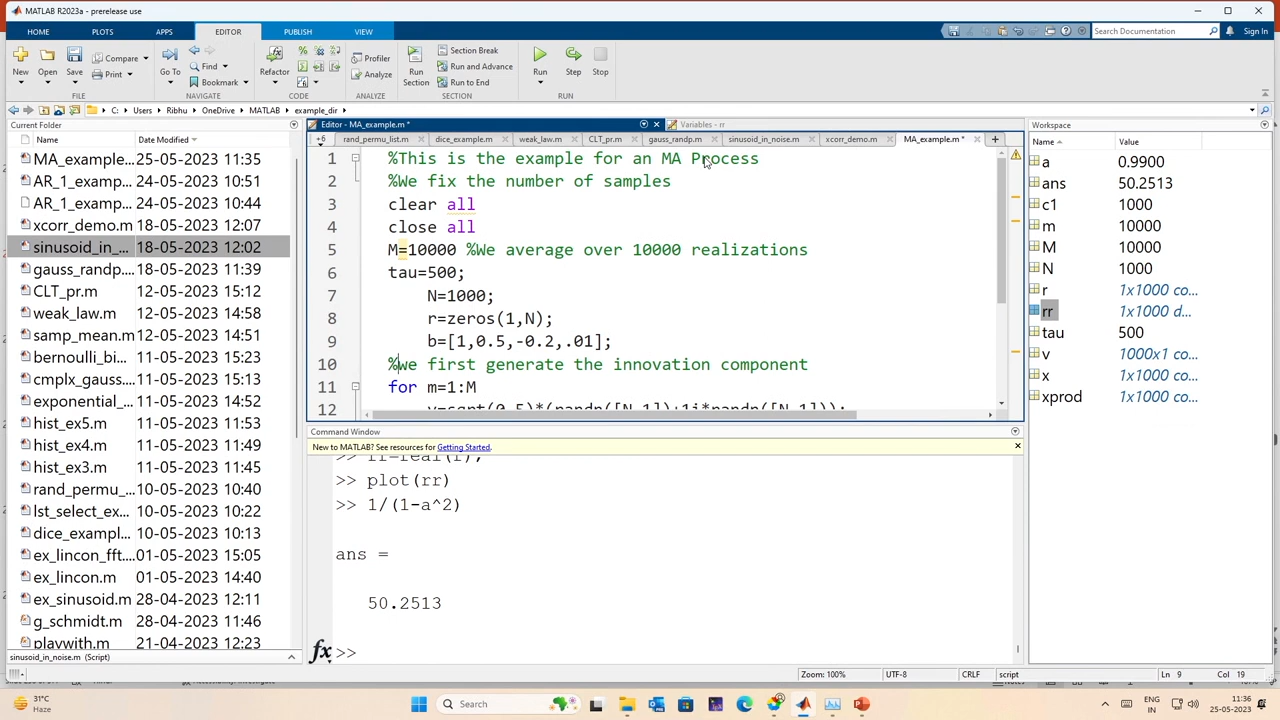 MATLAB R2023a - prerelease use
HOME PLOTS APPS EDITOR PUBLISH VIEW Search Documentation Sign In
New Open Save Compare Print Go To Find Bookmark Refactor Profiler Analyze Run Section Section Break Run and Advance Run to End Run Step Stop
FILE NAVIGATE CODE ANALYZE SECTION RUN
C: Users Ribhu OneDrive MATLAB example_dir
Current Folder
Name Date Modified
MA_example... 25-05-2023 11:35
AR_1_examp... 24-05-2023 10:51
AR_1_examp... 24-05-2023 10:44
xcorr_demo.m 18-05-2023 12:07
sinusoid_in_... 18-05-2023 12:02
gauss_randp... 18-05-2023 11:39
CLT_pr.m 12-05-2023 15:12
weak_law.m 12-05-2023 14:58
samp_mean.m 12-05-2023 14:51
bernoulli_bi... 11-05-2023 15:23
cmplx_gauss... 11-05-2023 15:13
exponential_... 11-05-2023 15:13
hist_ex5.m 11-05-2023 11:53
hist_ex4.m 11-05-2023 11:49
hist_ex3.m 11-05-2023 11:45
rand_permu_... 10-05-2023 10:40
lst_select_ex... 10-05-2023 10:22
dice_exampl... 10-05-2023 10:13
ex_lincon_fft... 01-05-2023 15:05
ex_lincon.m 01-05-2023 14:40
ex_sinusoid.m 28-04-2023 12:11
g_schmidt.m 28-04-2023 11:46
playwith.m 21-04-2023 12:23
sinusoid_in_noise.m (Script)
Editor - MA_example.m * Variables - rr
+6 rand_permu_list.m dice_example.m weak_law.m CLT_pr.m gauss_randp.m sinusoid_in_noise.m xcorr_demo.m MA_example.m *
1 %This is the example for an MA Process
2 %We fix the number of samples
3 clear all
4 close all
5 M=10000 %We average over 10000 realizations
6 tau=500;
7 N=1000;
8 r=zeros(1,N);
9 b=[1,0.5,-0.2,.01];
10 %we first generate the innovation component
11 for m=1:M
12 v=sqrt(0.5)*(randn([N,1])+1i*randn([N,1]));
Command Window
New to MATLAB? See resources for Getting Started.
>> rr=real(r);
>> plot(rr)
>> 1/(1-a^2)
ans =
50.2513
fx >>
Workspace
Name Value
a 0.9900
ans 50.2513
c1 1000
m 10000
M 10000
N 1000
r 1x1000 co...
rr 1x1000 d...
tau 500
v 1000x1 co...
x 1x1000 co...
xprod 1x1000 co...
Zoom: 100% UTF-8 CRLF script Ln 9 Col 19
31°C
Haze
Search
ENG
IN
11:36
25-05-2023